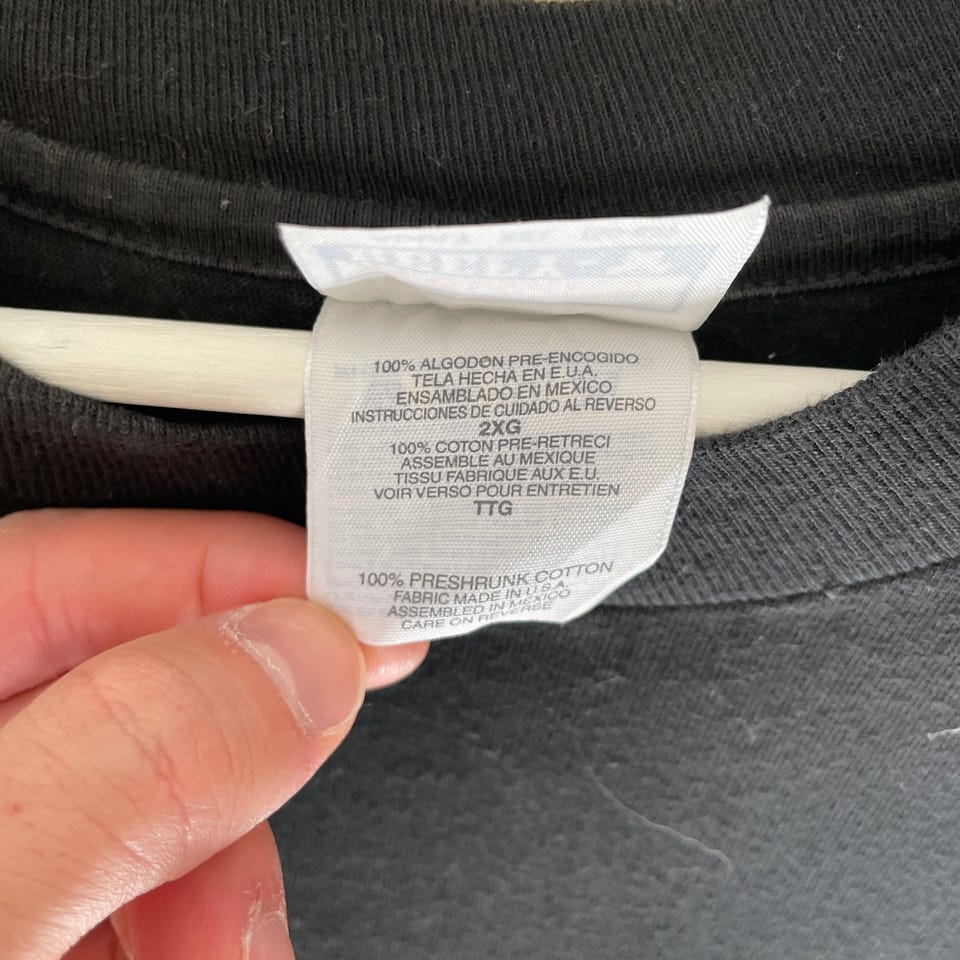 100% ALGODON PRE-ENCOGIDO
TELA HECHA EN E.U.A.
ENSAMBLADO EN MEXICO
INSTRUCCIONES DE CUIDADO AL REVERSO
2XG
100% COTON PRE-RETRECI
ASSEMBLE AU MEXIQUE
TISSU FABRIQUE AUX E.U.
VOIR VERSO POUR ENTRETIEN
TTG
100% PRESHRUNK COTTON
FABRIC MADE IN U.S.A.
ASSEMBLED IN MEXICO
CARE ON REVERSE